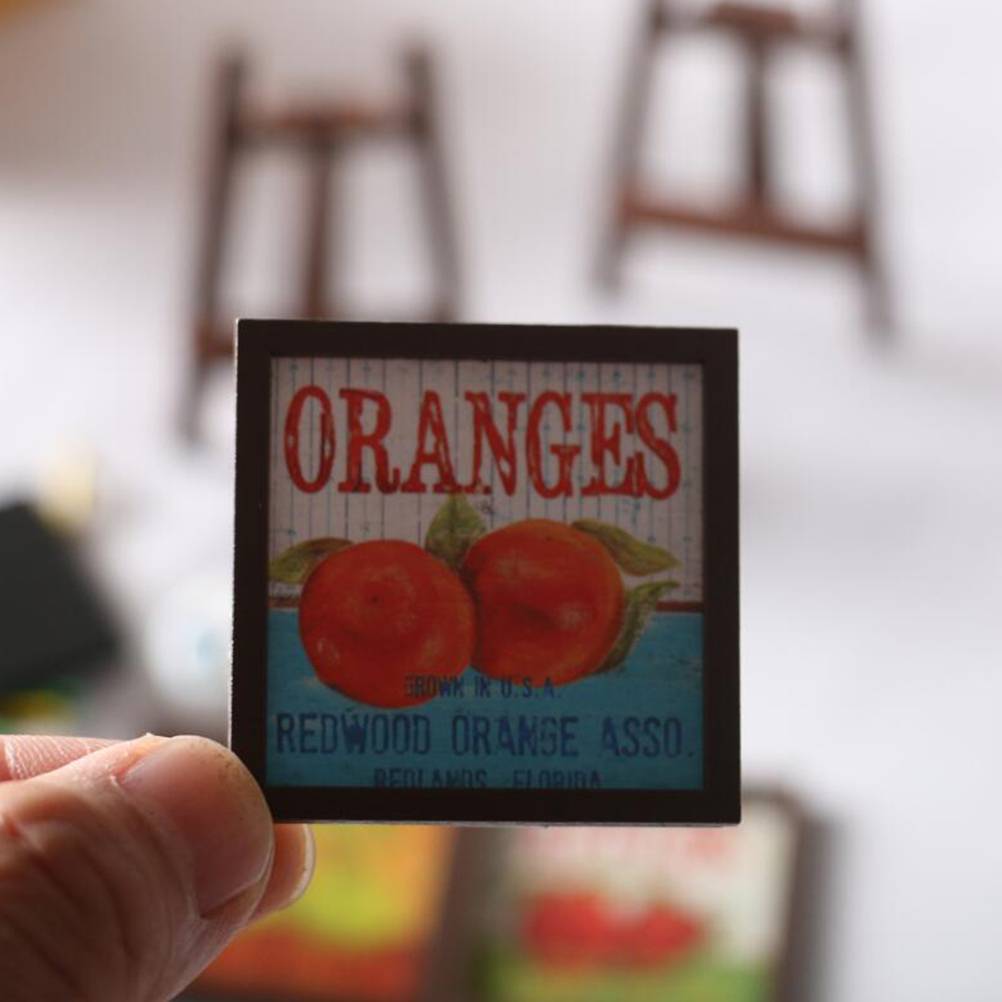 ORANGES
GROWN IN U.S.A.
REDWOOD ORANGE ASSO.
REDLANDS, FLORIDA